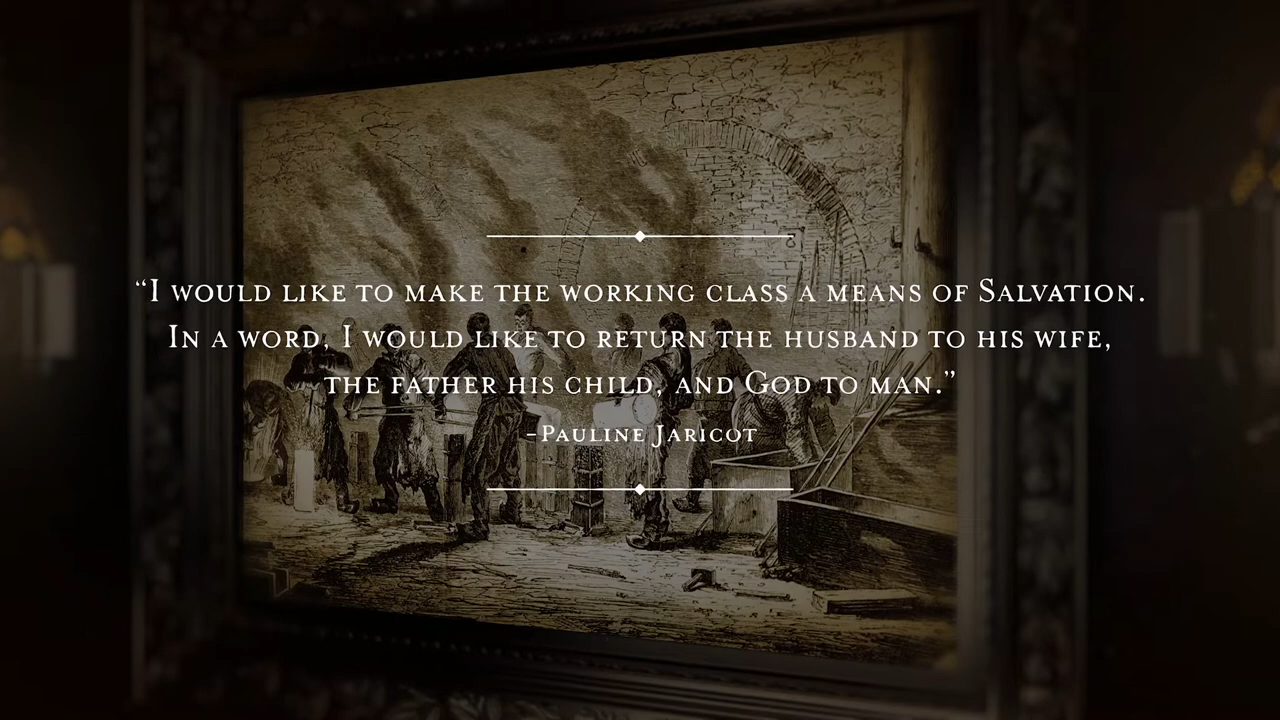 “I would like to make the working class a means of Salvation.
In a word, I would like to return the husband to his wife,
the father his child, and God to man.”
-Pauline Jaricot